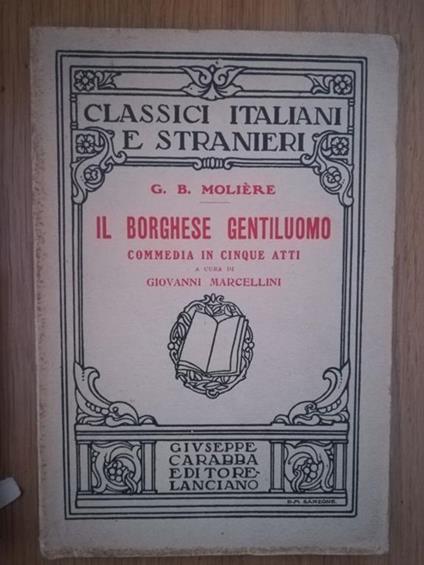 CLASSICI ITALIANI
E STRANIERI
G. B. MOLIÈRE
IL BORGHESE GENTILUOMO
COMMEDIA IN CINQUE ATTI
A CURA DI
GIOVANNI MARCELLINI
GIVSEPPE
CARABBA
EDITORE-
LANCIANO
D.M. SANZONE